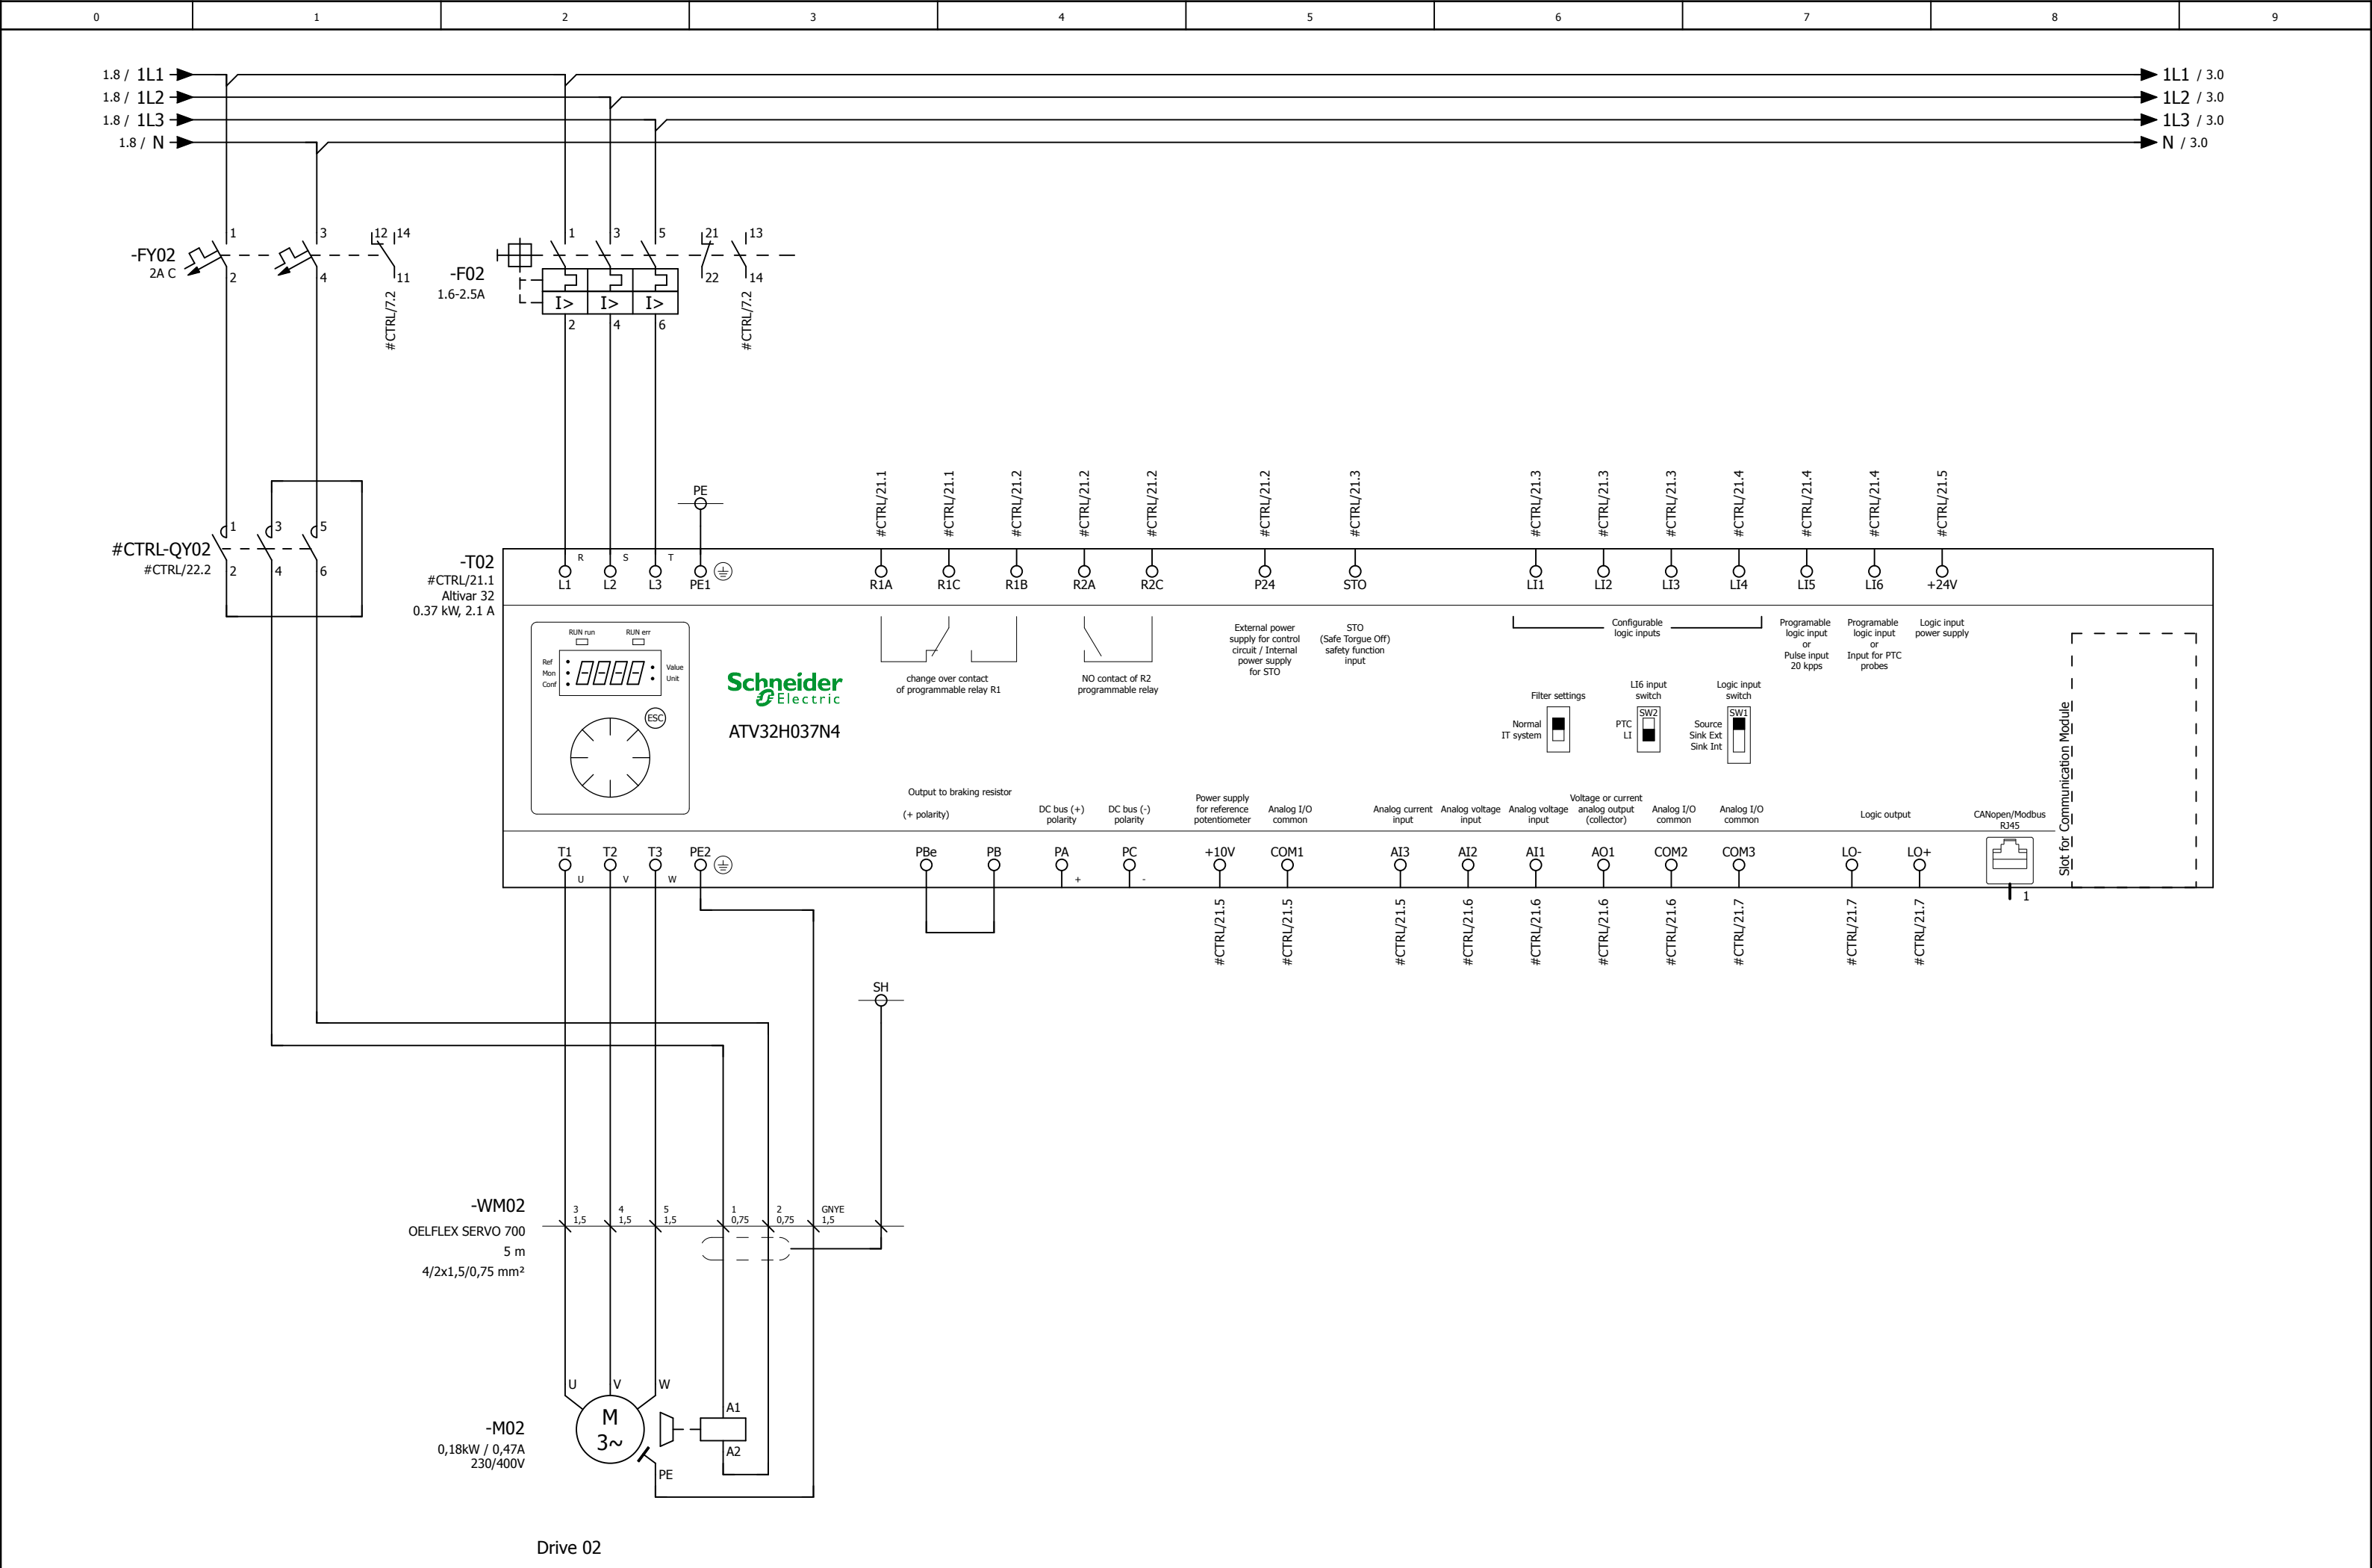 0 1 2 3 4 5 6 7 8 9
1.8 / 1L1
1L1 / 3.0
1.8 / 1L2
1L2 / 3.0
1.8 / 1L3
1L3 / 3.0
1.8 / N
N / 3.0
-FY02
2A C
1
2
3
4
12 14
11
#CTRL/7.2
-F02
1.6-2.5A
1 3 5
I> I> I>
2 4 6
21
22
13
14
#CTRL/7.2
#CTRL-QY02
#CTRL/22.2
1 3 5
2 4 6
PE
#CTRL/21.1
#CTRL/21.1
#CTRL/21.2
#CTRL/21.2
#CTRL/21.2
#CTRL/21.2
#CTRL/21.3
#CTRL/21.3
#CTRL/21.3
#CTRL/21.3
#CTRL/21.4
#CTRL/21.4
#CTRL/21.4
#CTRL/21.5
-T02
#CTRL/21.1
Altivar 32
0.37 kW, 2.1 A
R S T
L1 L2 L3 PE1 R1A R1C R1B R2A R2C P24 STO LI1 LI2 LI3 LI4 LI5 LI6 +24V
RUN run
RUN err
Ref
Mon
Conf
8888
Value
Unit
ESC
Schneider
Electric
ATV32H037N4
change over contact
of programmable relay R1
NO contact of R2
programmable relay
External power
supply for control
circuit / Internal
power supply
for STO
STO
(Safe Torgue Off)
safety function
input
Configurable
logic inputs
Programable
logic input
or
Pulse input
20 kpps
Programable
logic input
or
Input for PTC
probes
Logic input
power supply
Filter settings
Normal
IT system
LI6 input
switch
SW2
PTC
LI
Logic input
switch
SW1
Source
Sink Ext
Sink Int
Slot for Communication Module
Output to braking resistor
(+ polarity)
DC bus (+)
polarity
DC bus (-)
polarity
Power supply
for reference
potentiometer
Analog I/O
common
Analog current
input
Analog voltage
input
Analog voltage
input
Voltage or current
analog output
(collector)
Analog I/O
common
Analog I/O
common
Logic output
CANopen/Modbus
RJ45
T1 T2 T3 PE2 PBe PB PA PC +10V COM1 AI3 AI2 AI1 AO1 COM2 COM3 LO- LO+
U V W + -
1
#CTRL/21.5
#CTRL/21.5
#CTRL/21.5
#CTRL/21.6
#CTRL/21.6
#CTRL/21.6
#CTRL/21.6
#CTRL/21.7
#CTRL/21.7
#CTRL/21.7
SH
-WM02
OELFLEX SERVO 700
5 m
4/2x1,5/0,75 mm²
3 4 5 1 2 GNYE
1,5 1,5 1,5 0,75 0,75 1,5
U V W
-M02
0,18kW / 0,47A
230/400V
M
3~
A1
A2
PE
Drive 02